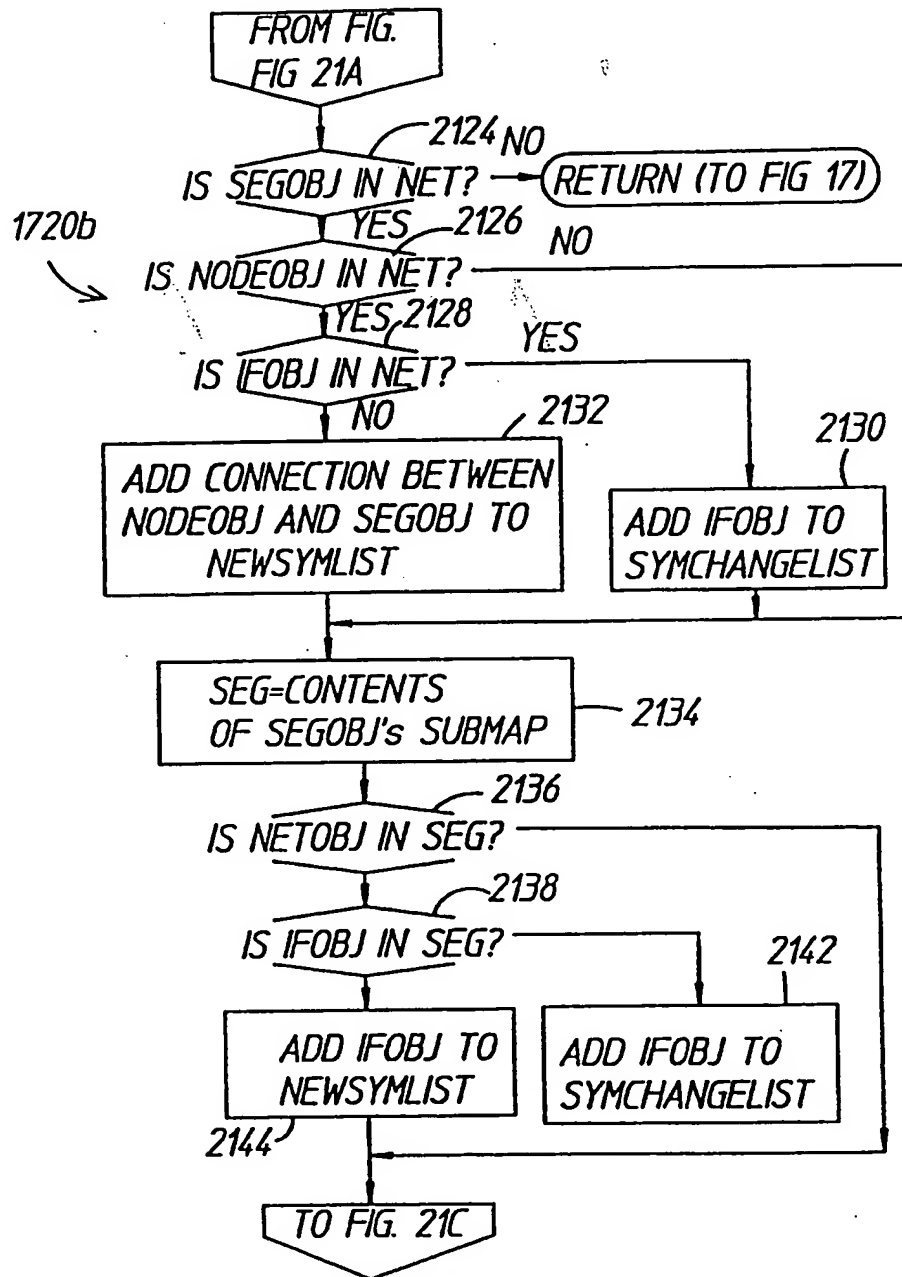 FROM FIG.
FIG 21A
2124
NO
IS SEGOBJ IN NET?
RETURN (TO FIG 17)
1720b
YES
2126
NO
IS NODEOBJ IN NET?
YES
2128
YES
IS IFOBJ IN NET?
NO
2132
2130
ADD CONNECTION BETWEEN
NODEOBJ AND SEGOBJ TO
NEWSYMLIST
ADD IFOBJ TO
SYMCHANGELIST
SEG=CONTENTS
OF SEGOBJ's SUBMAP
2134
2136
IS NETOBJ IN SEG?
2138
IS IFOBJ IN SEG?
2142
ADD IFOBJ TO
NEWSYMLIST
ADD IFOBJ TO
SYMCHANGELIST
2144
TO FIG. 21C